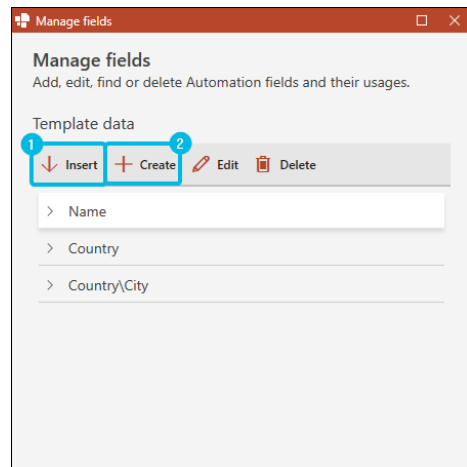 Manage fields
Manage fields
Add, edit, find or delete Automation fields and their usages.
Template data
1 2
Insert Create Edit Delete
Name
Country
Country\City